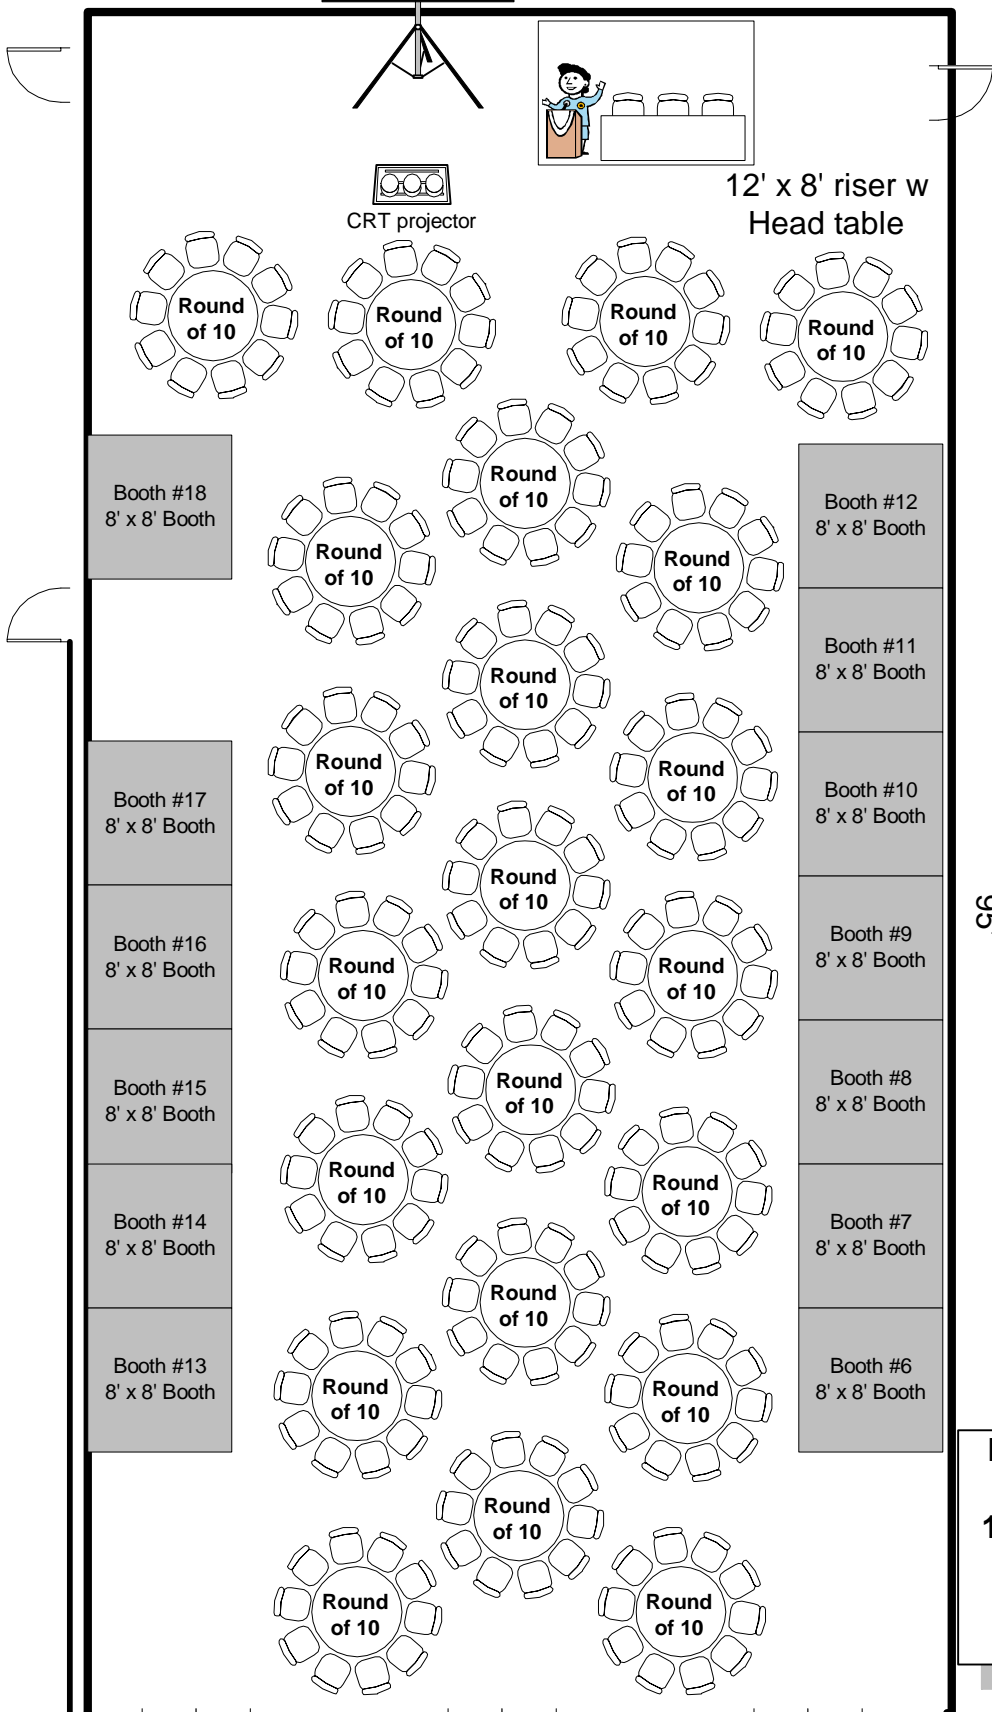 12' x 8' riser w
Head table
CRT projector
Round
of 10
Round
of 10
Round
of 10
Round
of 10
Round
of 10
Booth #18
8' x 8' Booth
Booth #12
8' x 8' Booth
Round
of 10
Round
of 10
Booth #11
8' x 8' Booth
Round
of 10
Round
of 10
Round
of 10
Booth #17
8' x 8' Booth
Booth #10
8' x 8' Booth
Round
of 10
Booth #16
8' x 8' Booth
Booth #9
8' x 8' Booth
Round
of 10
Round
of 10
Booth #15
8' x 8' Booth
Booth #8
8' x 8' Booth
Round
of 10
Round
of 10
Round
of 10
Booth #14
8' x 8' Booth
Booth #7
8' x 8' Booth
Round
of 10
Booth #13
8' x 8' Booth
Booth #6
8' x 8' Booth
Round
of 10
Round
of 10
Round
of 10
Round
of 10
Round
of 10